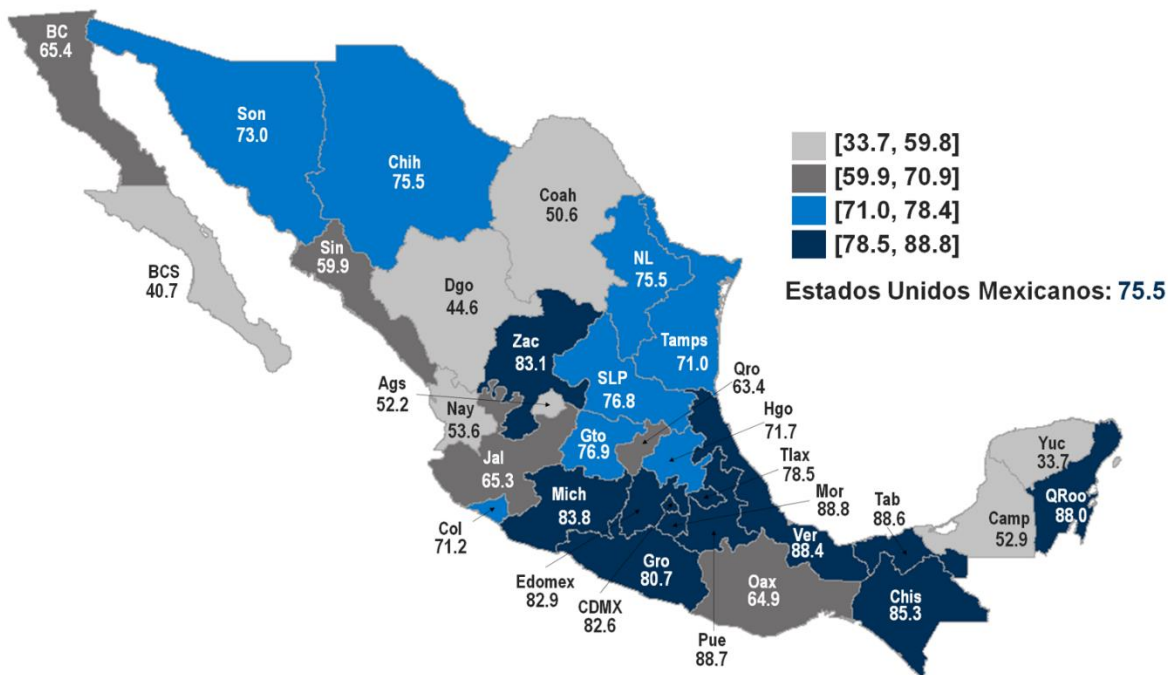 BC
65.4
Son
73.0
Chih
75.5
Coah
50.6
[33.7, 59.8]
[59.9, 70.9]
[71.0, 78.4]
[78.5, 88.8]
Estados Unidos Mexicanos: 75.5
Sin
59.9
BCS
40.7
Dgo
44.6
NL
75.5
Zac
83.1
Tamps
71.0
SLP
76.8
Qro
63.4
Ags
52.2
Nay
53.6
Gto
76.9
Hgo
71.7
Jal
65.3
Tlax
78.5
Yuc
33.7
Mich
83.8
Mor
88.8
Tab
88.6
QRoo
88.0
Camp
52.9
Col
71.2
Ver
88.4
Edomex
82.9
Gro
80.7
CDMX
82.6
Oax
64.9
Chis
85.3
Pue
88.7